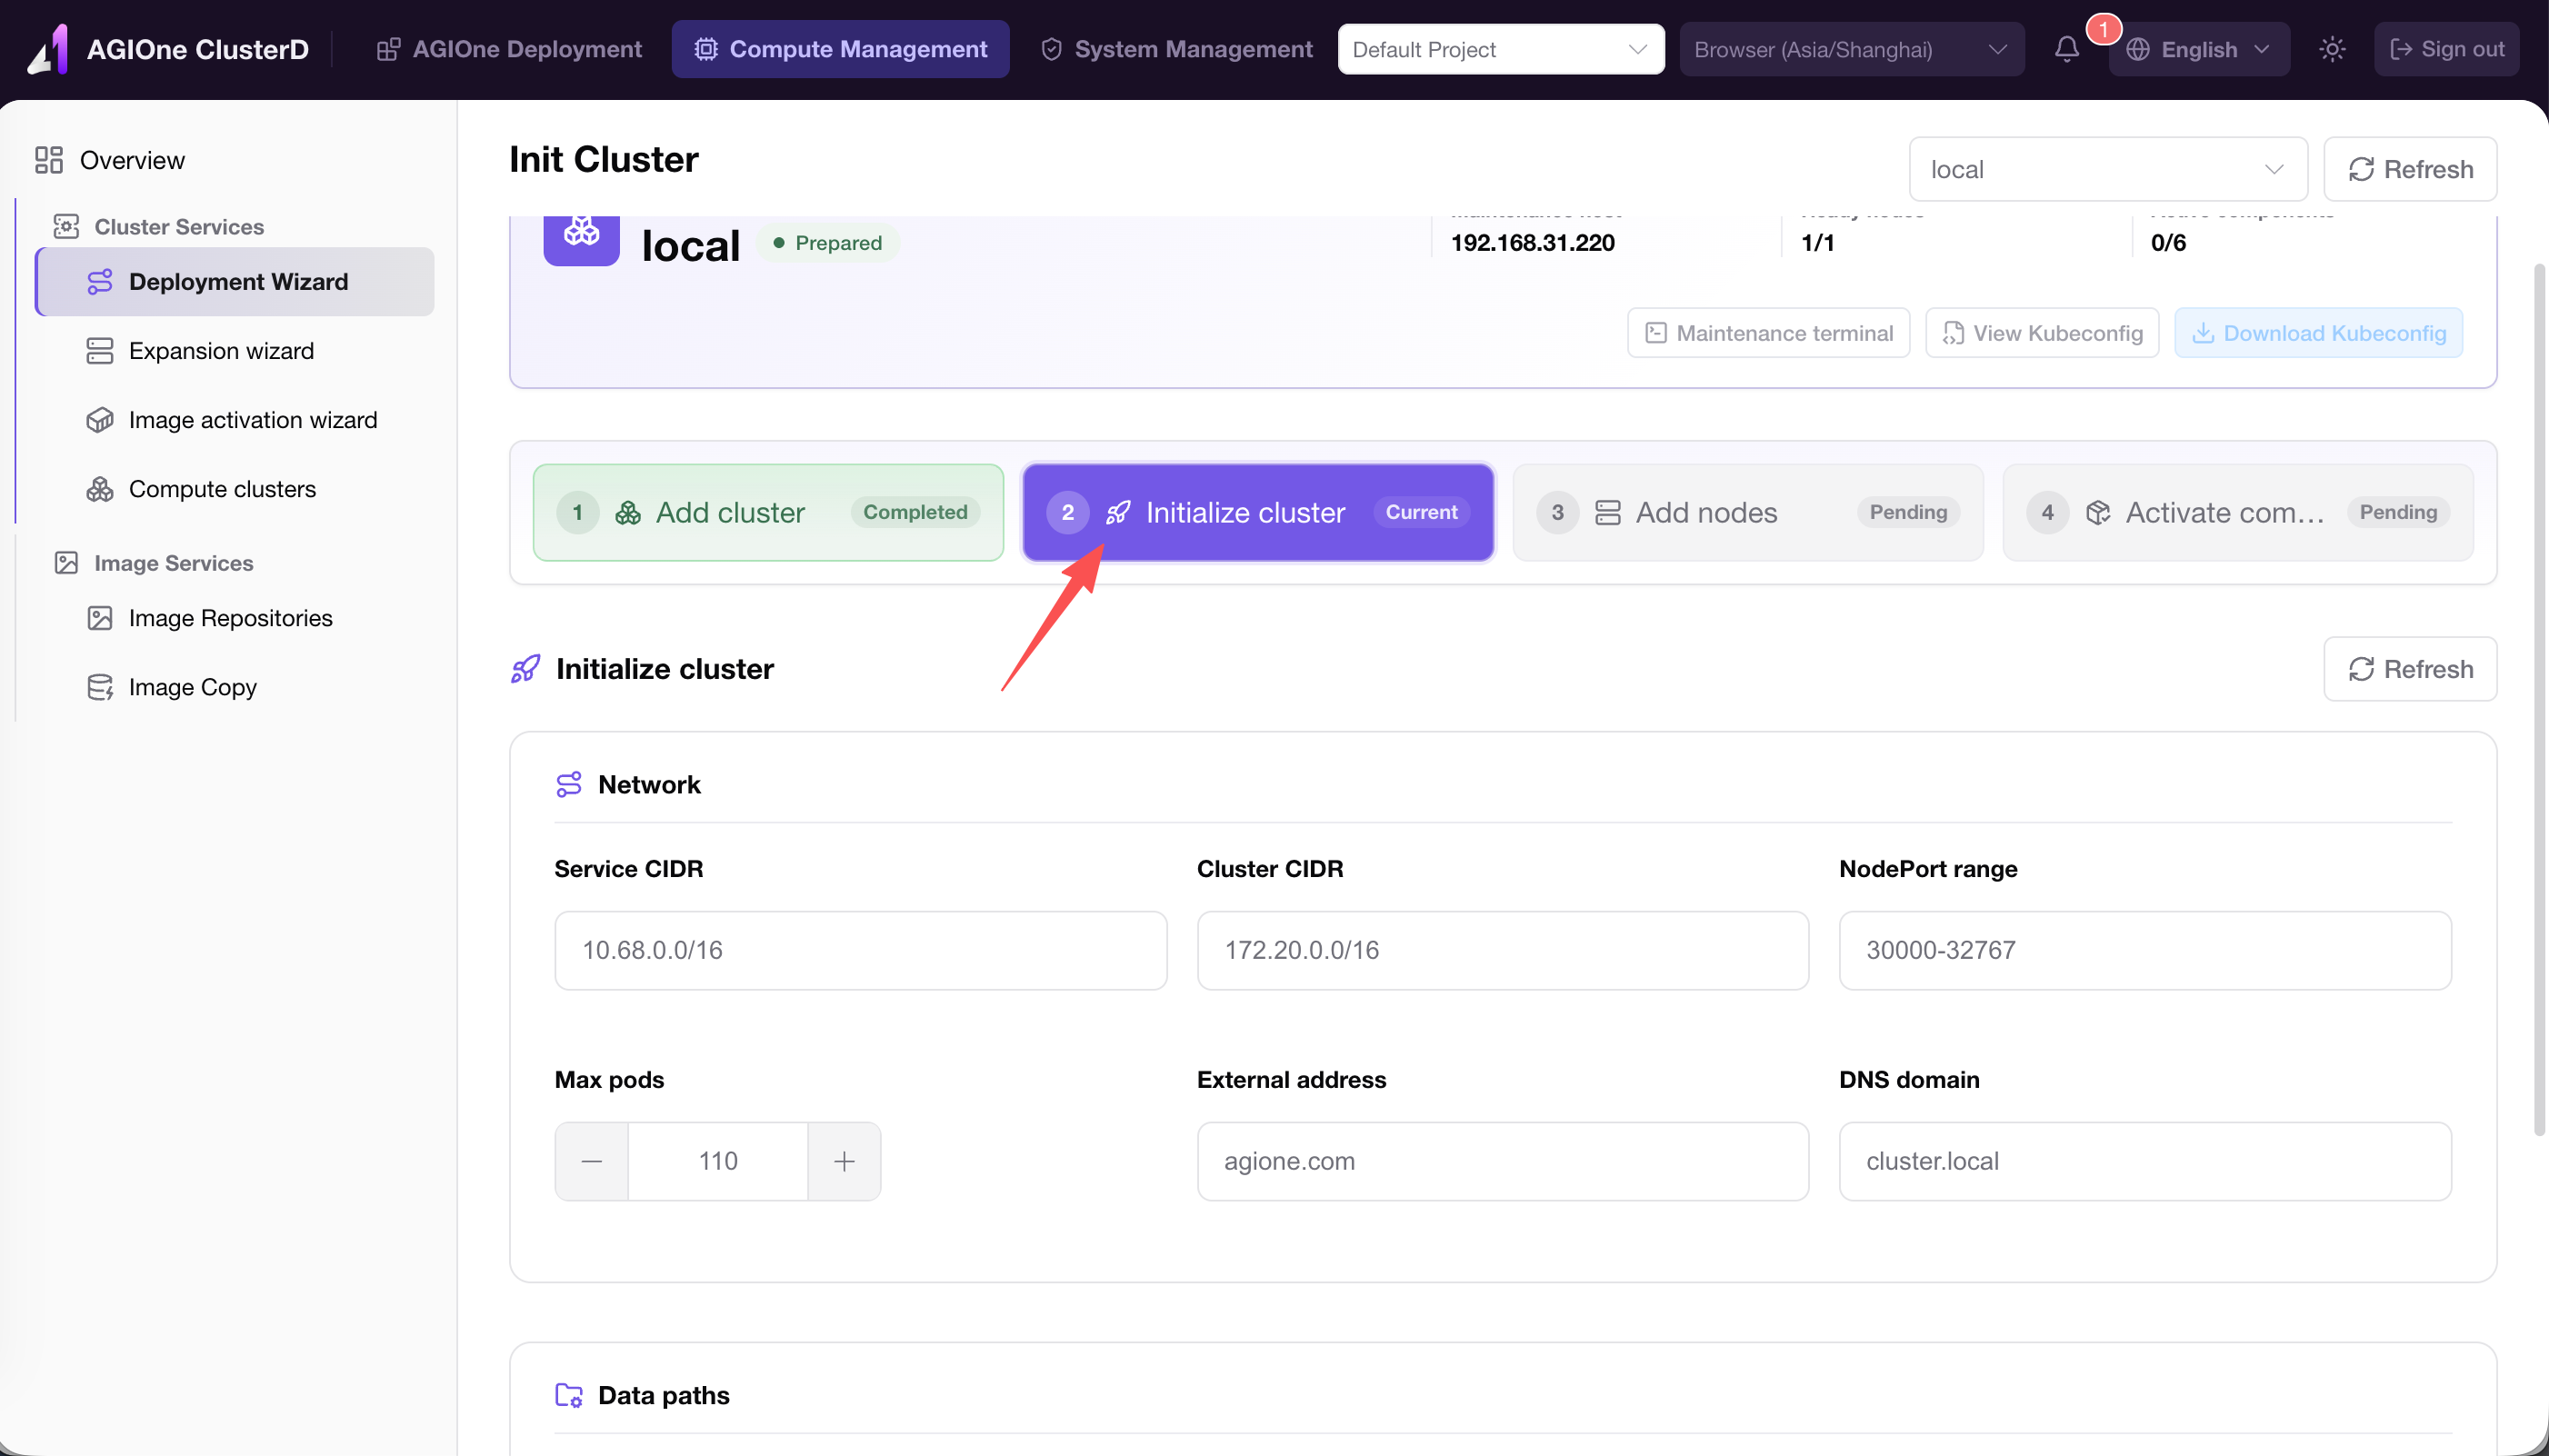 AGIOne ClusterD
AGIOne Deployment
Compute Management
System Management
Default Project
Browser (Asia/Shanghai)
1
English
Sign out
Overview
Cluster Services
Deployment Wizard
Expansion wizard
Image activation wizard
Compute clusters
Image Services
Image Repositories
Image Copy
Init Cluster
local
Refresh
local
Prepared
192.168.31.220
1/1
0/6
Maintenance terminal
View Kubeconfig
Download Kubeconfig
1 Add cluster Completed
2 Initialize cluster Current
3 Add nodes Pending
4 Activate com... Pending
Initialize cluster
Refresh
Network
Service CIDR
Cluster CIDR
NodePort range
10.68.0.0/16
172.20.0.0/16
30000-32767
Max pods
External address
DNS domain
110
agione.com
cluster.local
Data paths